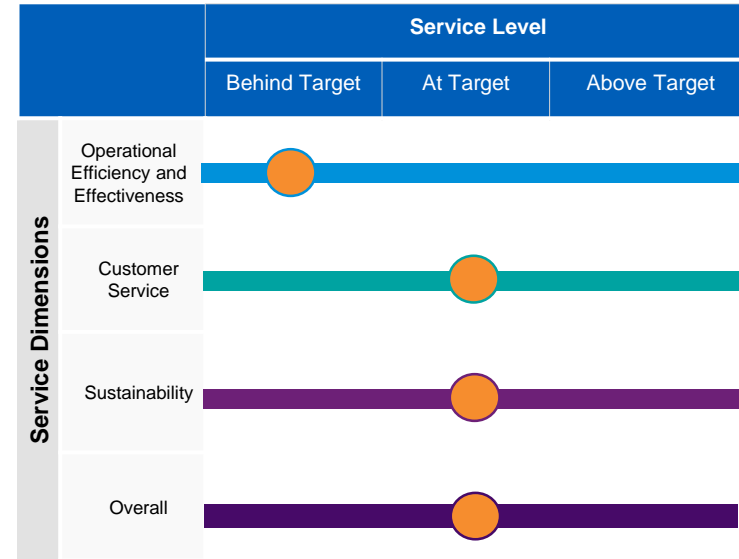 Service Level
Behind Target
At Target
Above Target
Service Dimensions
Operational
Efficiency and
Effectiveness
Customer
Service
Sustainability
Overall